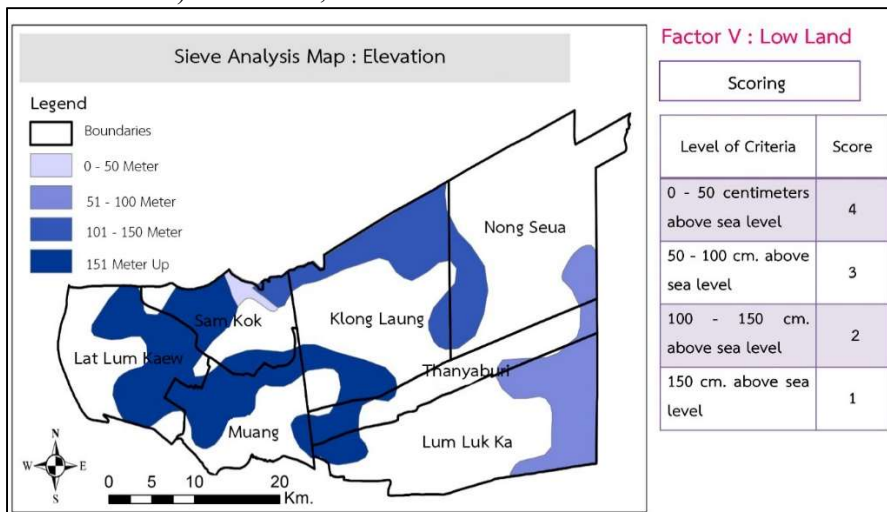 Sieve Analysis Map : Elevation
Legend
Boundaries
0 - 50 Meter
51 - 100 Meter
101 - 150 Meter
151 Meter Up
Nong Seua
Sam Kok
Klong Laung
Lat Lum Kaew
Thanyaburi
Muang
Lum Luk Ka
N
W
E
S
0 5 10 20
Km.
Factor V : Low Land
Scoring
Level of Criteria Score
0 - 50 centimeters
above sea level
4
50 - 100 cm. above
sea level
3
100 - 150 cm.
above sea level
2
150 cm. above sea
level
1